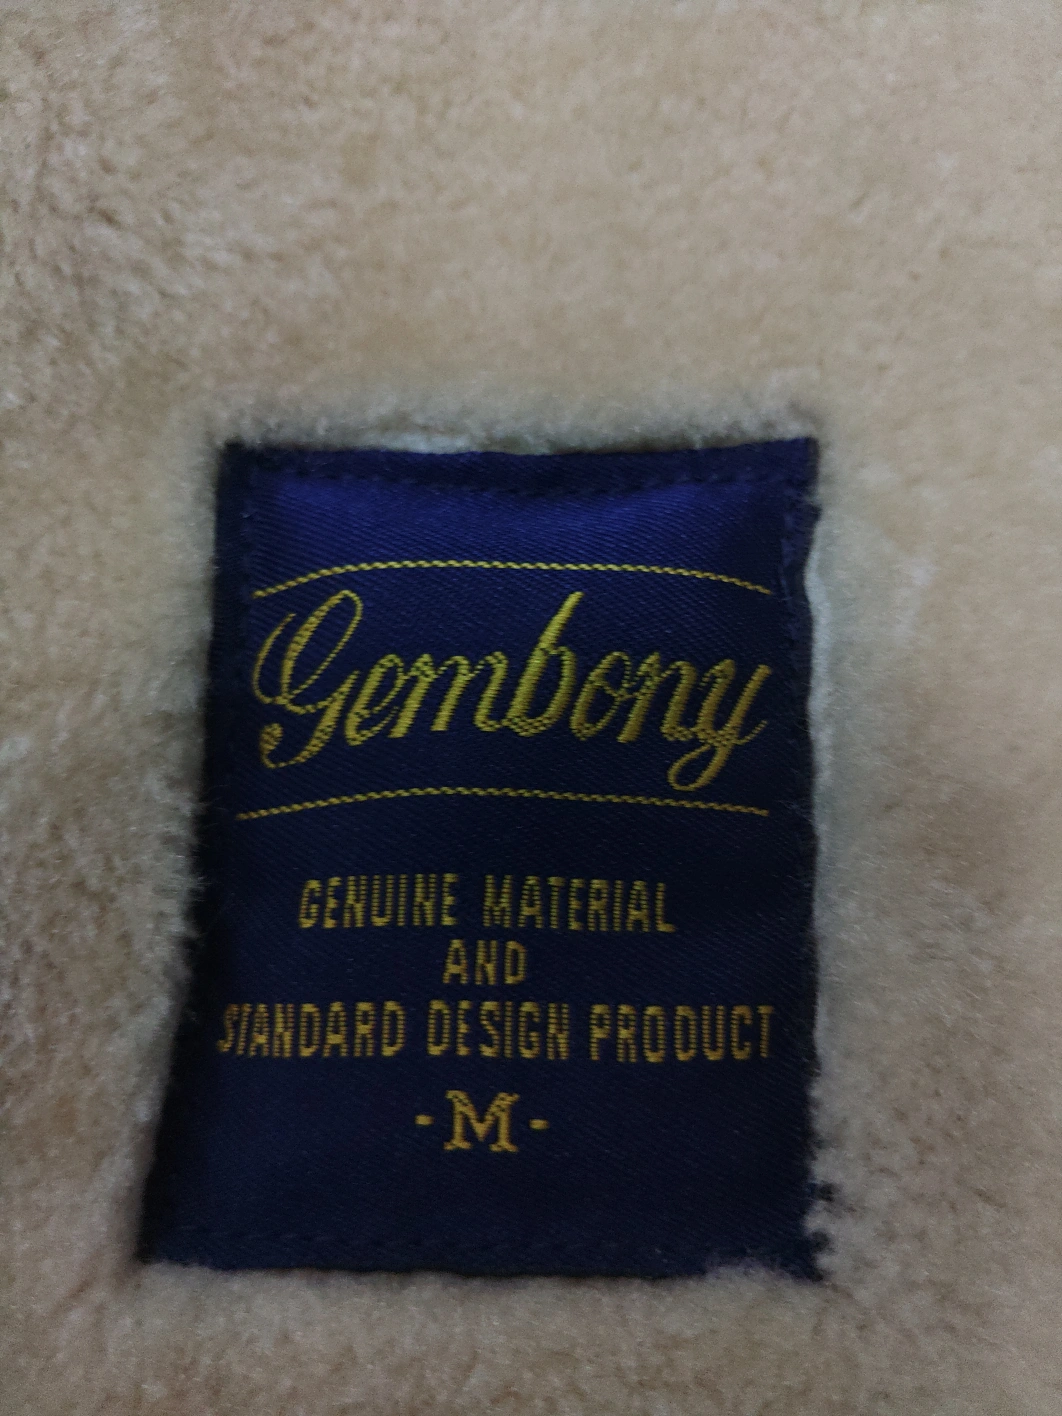 Gembony
GENUINE MATERIAL
AND
STANDARD DESIGN PRODUCT
·M·